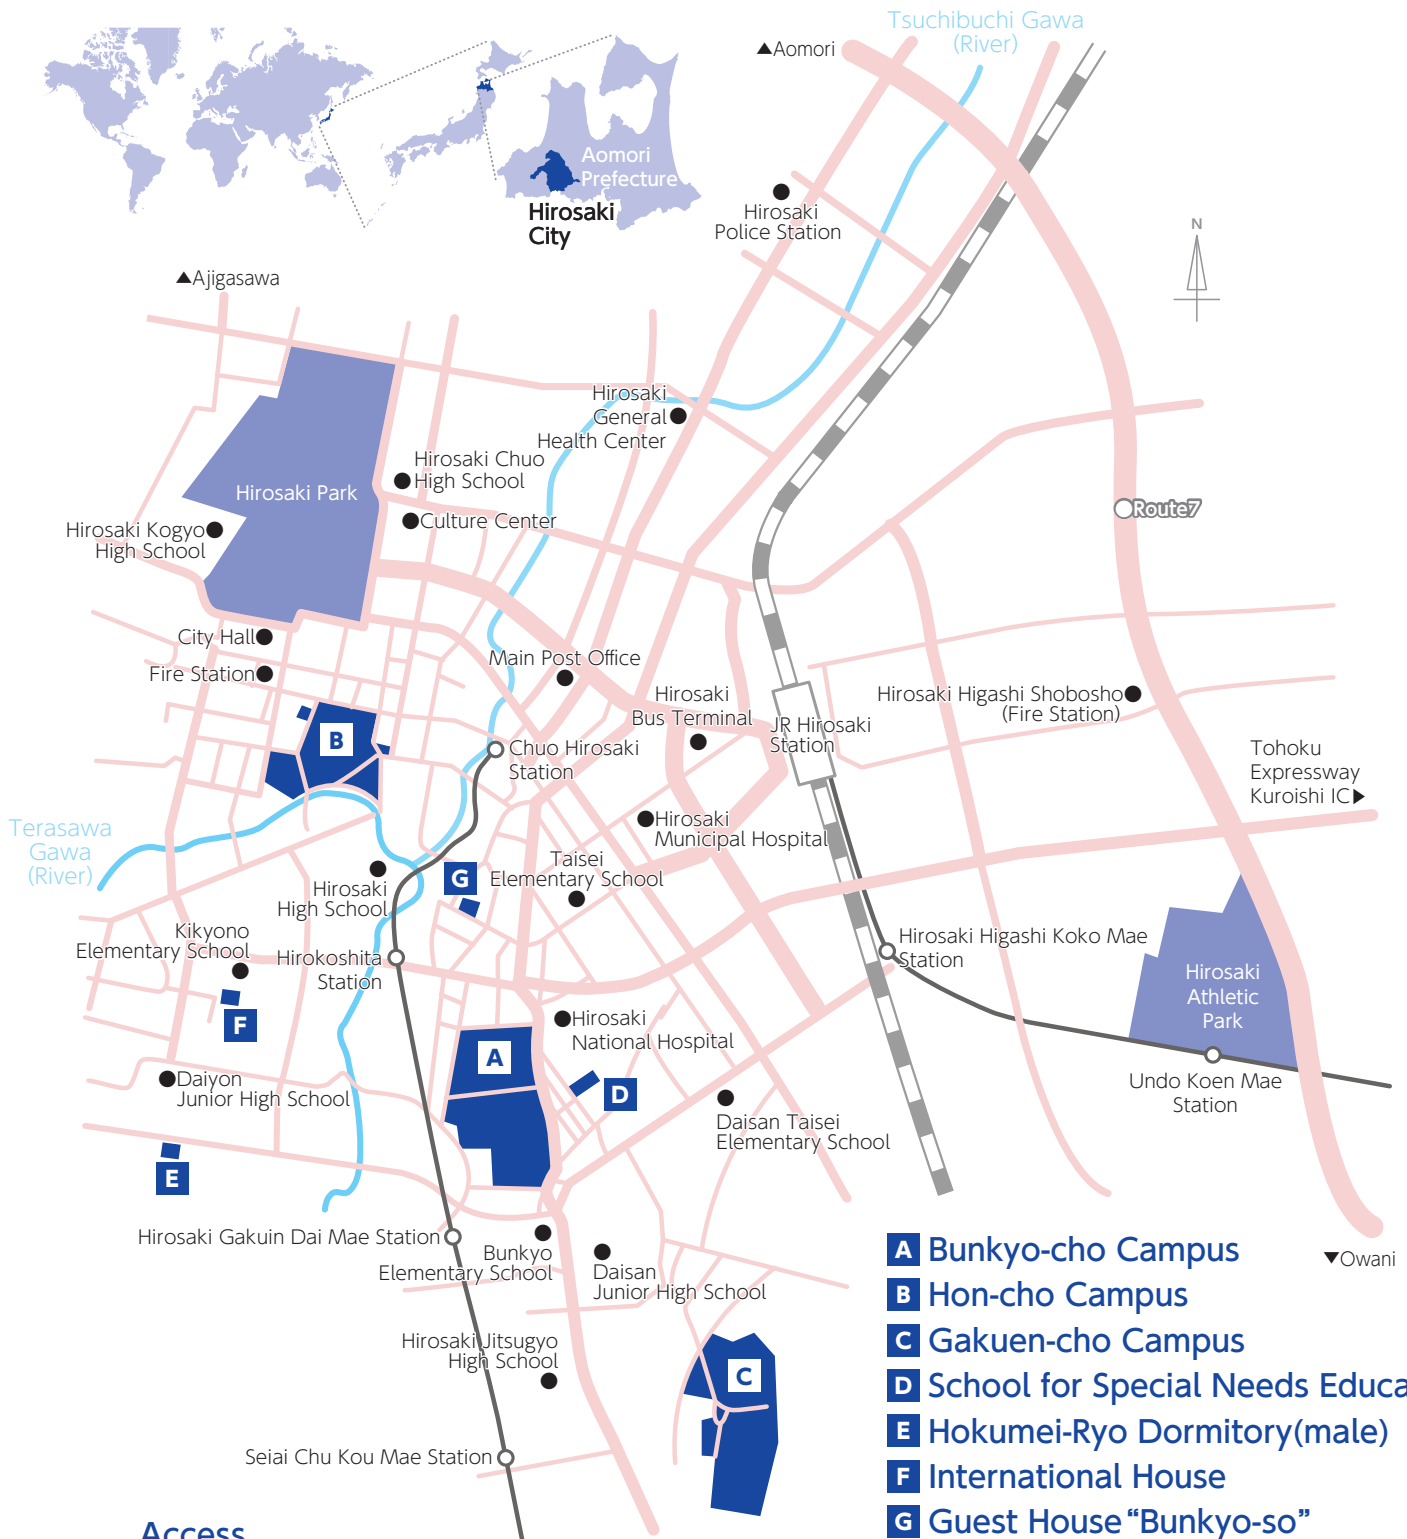 Tsuchibuchi Gawa
(River)
▲Aomori
Aomori
Prefecture
Hirosaki
City
Hirosaki
Police Station
N
▲Ajigasawa
Hirosaki
General
Health Center
Hirosaki Chuo
High School
Hirosaki Park
Culture Center
Route7
Hirosaki Kogyo
High School
City Hall
Main Post Office
Fire Station
Hirosaki
Bus Terminal
Hirosaki Higashi Shobosho
(Fire Station)
JR Hirosaki
Station
B
Chuo Hirosaki
Station
Tohoku
Expressway
Kuroishi IC▶
Terasawa
Gawa
(River)
Hirosaki
Municipal Hospital
Taisei
Elementary School
G
Hirosaki
High School
Kikyono
Elementary School
Hirokoshita
Station
Hirosaki Higashi Koko Mae
Station
Hirosaki
Athletic
Park
F
Hirosaki
National Hospital
A
D
Undo Koen Mae
Station
Daiyon
Junior High School
Daisan Taisei
Elementary School
E
Hirosaki Gakuin Dai Mae Station
Bunkyo
Elementary School
Daisan
Junior High School
▼Owani
Hirosaki Jitsugyo
High School
C
Seiai Chu Kou Mae Station
A Bunkyo-cho Campus
B Hon-cho Campus
C Gakuen-cho Campus
D School for Special Needs Educa
E Hokumei-Ryo Dormitory(male)
F International House
G Guest House “Bunkyo-so”
Access